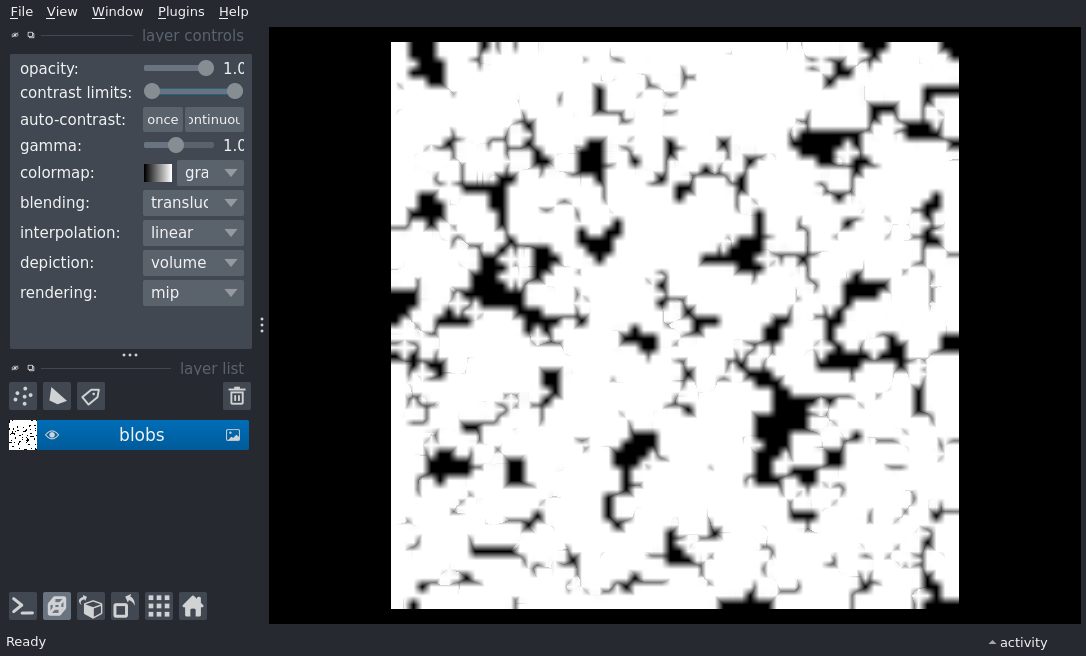 File View Window Plugins Help
layer controls
opacity: 1.0
contrast limits:
auto-contrast: once ontinuou
gamma: 1.0
colormap: gra
blending: transluc
interpolation: linear
depiction: volume
rendering: mip
layer list
blobs
Ready activity